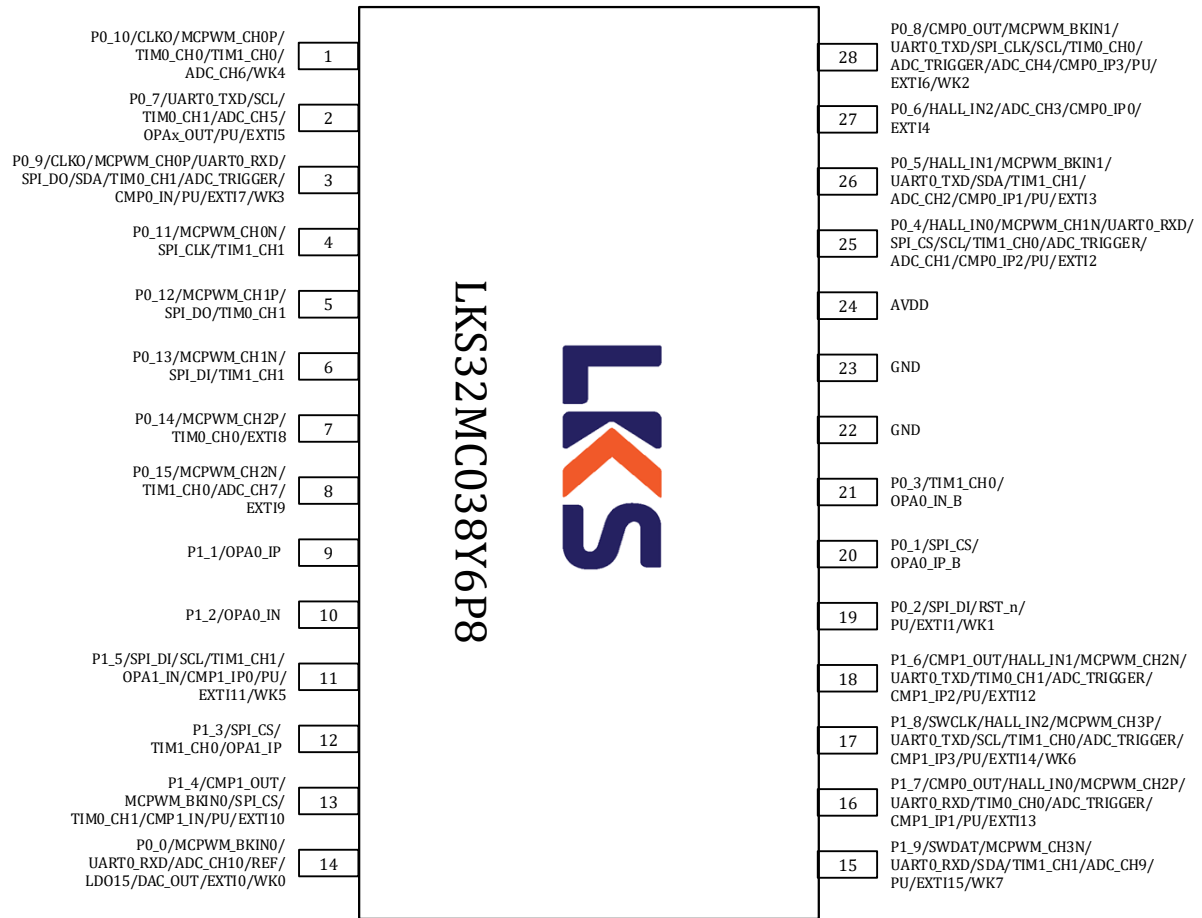 P0_10/CLKO/MCPWM_CH0P/
TIM0_CH0/TIM1_CH0/
ADC_CH6/WK4
1
P0_7/UART0_TXD/SCL/
TIM0_CH1/ADC_CH5/
OPAx_OUT/PU/EXTI5
2
P0_9/CLKO/MCPWM_CH0P/UART0_RXD/
SPI_DO/SDA/TIM0_CH1/ADC_TRIGGER/
CMP0_IN/PU/EXTI7/WK3
3
P0_11/MCPWM_CH0N/
SPI_CLK/TIM1_CH1
4
P0_12/MCPWM_CH1P/
SPI_DO/TIM0_CH1
5
P0_13/MCPWM_CH1N/
SPI_DI/TIM1_CH1
6
P0_14/MCPWM_CH2P/
TIM0_CH0/EXTI8
7
P0_15/MCPWM_CH2N/
TIM1_CH0/ADC_CH7/
EXTI9
8
P1_1/OPA0_IP
9
P1_2/OPA0_IN
10
P1_5/SPI_DI/SCL/TIM1_CH1/
OPA1_IN/CMP1_IP0/PU/
EXTI11/WK5
11
P1_3/SPI_CS/
TIM1_CH0/OPA1_IP
12
P1_4/CMP1_OUT/
MCPWM_BKIN0/SPI_CS/
TIM0_CH1/CMP1_IN/PU/EXTI10
13
P0_0/MCPWM_BKIN0/
UART0_RXD/ADC_CH10/REF/
LDO15/DAC_OUT/EXTI0/WK0
14
LKS32MC038Y6P8
LKS
28
P0_8/CMP0_OUT/MCPWM_BKIN1/
UART0_TXD/SPI_CLK/SCL/TIM0_CH0/
ADC_TRIGGER/ADC_CH4/CMP0_IP3/PU/
EXTI6/WK2
27
P0_6/HALL_IN2/ADC_CH3/CMP0_IP0/
EXTI4
26
P0_5/HALL_IN1/MCPWM_BKIN1/
UART0_TXD/SDA/TIM1_CH1/
ADC_CH2/CMP0_IP1/PU/EXTI3
25
P0_4/HALL_IN0/MCPWM_CH1N/UART0_RXD/
SPI_CS/SCL/TIM1_CH0/ADC_TRIGGER/
ADC_CH1/CMP0_IP2/PU/EXTI2
24
AVDD
23
GND
22
GND
21
P0_3/TIM1_CH0/
OPA0_IN_B
20
P0_1/SPI_CS/
OPA0_IP_B
19
P0_2/SPI_DI/RST_n/
PU/EXTI1/WK1
18
P1_6/CMP1_OUT/HALL_IN1/MCPWM_CH2N/
UART0_TXD/TIM0_CH1/ADC_TRIGGER/
CMP1_IP2/PU/EXTI12
17
P1_8/SWCLK/HALL_IN2/MCPWM_CH3P/
UART0_TXD/SCL/TIM1_CH0/ADC_TRIGGER/
CMP1_IP3/PU/EXTI14/WK6
16
P1_7/CMP0_OUT/HALL_IN0/MCPWM_CH2P/
UART0_RXD/TIM0_CH0/ADC_TRIGGER/
CMP1_IP1/PU/EXTI13
15
P1_9/SWDAT/MCPWM_CH3N/
UART0_RXD/SDA/TIM1_CH1/ADC_CH9/
PU/EXTI15/WK7